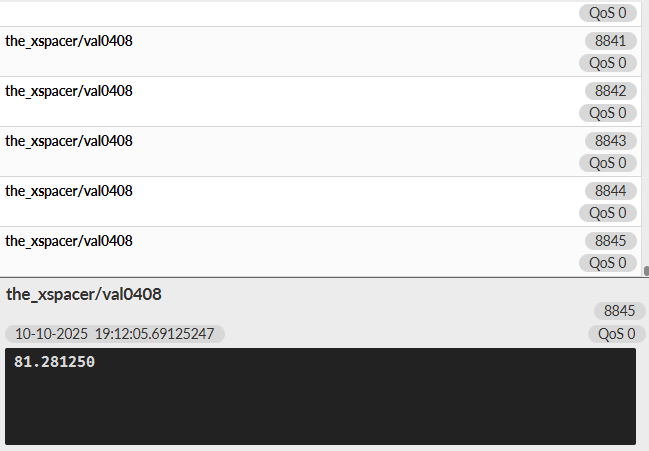 QoS 0
the_xspacer/val0408 8841
QoS 0
the_xspacer/val0408 8842
QoS 0
the_xspacer/val0408 8843
QoS 0
the_xspacer/val0408 8844
QoS 0
the_xspacer/val0408 8845
QoS 0
the_xspacer/val0408
8845
10-10-2025 19:12:05.69125247 QoS 0
81.281250